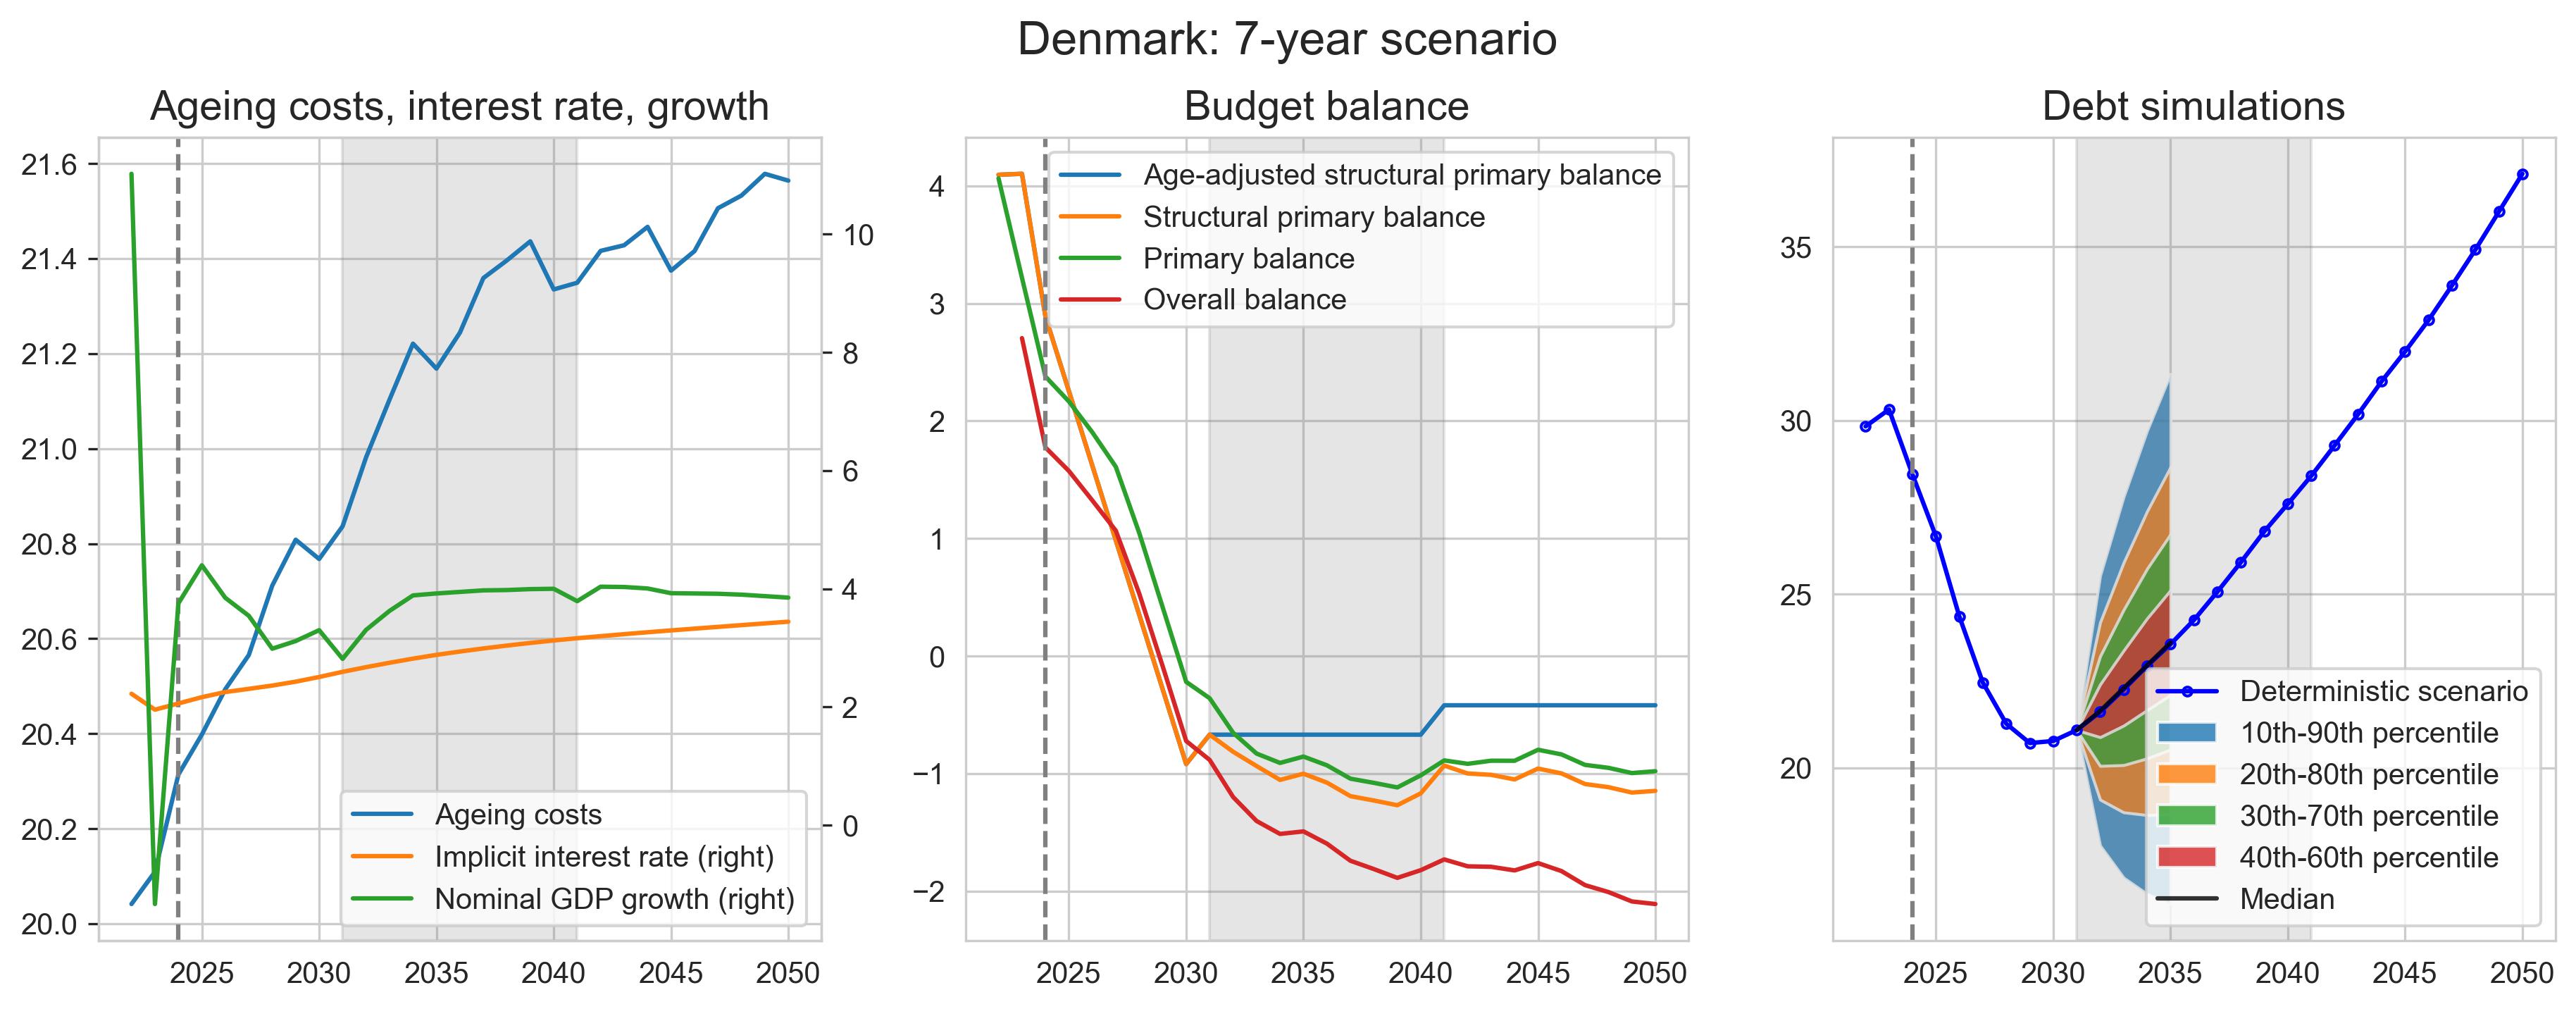 Denmark: 7-year scenario
Ageing costs, interest rate, growth
21.6
21.4
21.2
21.0
20.8
20.6
20.4
20.2
20.0
10
8
6
4
2
0
Ageing costs
Implicit interest rate (right)
Nominal GDP growth (right)
2025 2030 2035 2040 2045 2050
Budget balance
4
3
2
1
0
−1
−2
Age-adjusted structural primary balance
Structural primary balance
Primary balance
Overall balance
2025 2030 2035 2040 2045 2050
Debt simulations
35
30
25
20
Deterministic scenario
10th-90th percentile
20th-80th percentile
30th-70th percentile
40th-60th percentile
Median
2025 2030 2035 2040 2045 2050